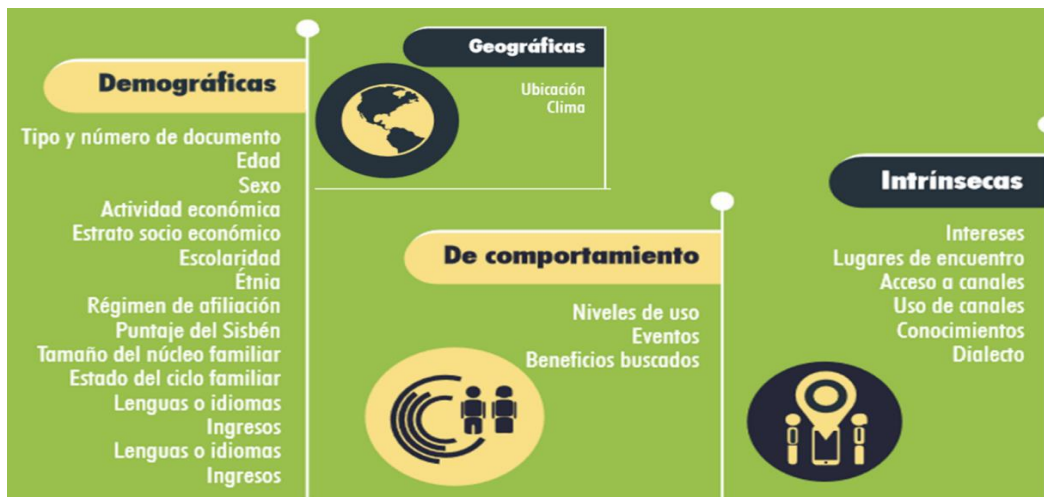 Demográficas
Tipo y número de documento
Edad
Sexo
Actividad económica
Estrato socio económico
Escolaridad
Étnia
Régimen de afiliación
Puntaje del Sisbén
Tamaño del núcleo familiar
Estado del ciclo familiar
Lenguas o idiomas
Ingresos
Lenguas o idiomas
Ingresos
Geográficas
Ubicación
Clima
De comportamiento
Niveles de uso
Eventos
Beneficios buscados
Intrínsecas
Intereses
Lugares de encuentro
Acceso a canales
Uso de canales
Conocimientos
Dialecto